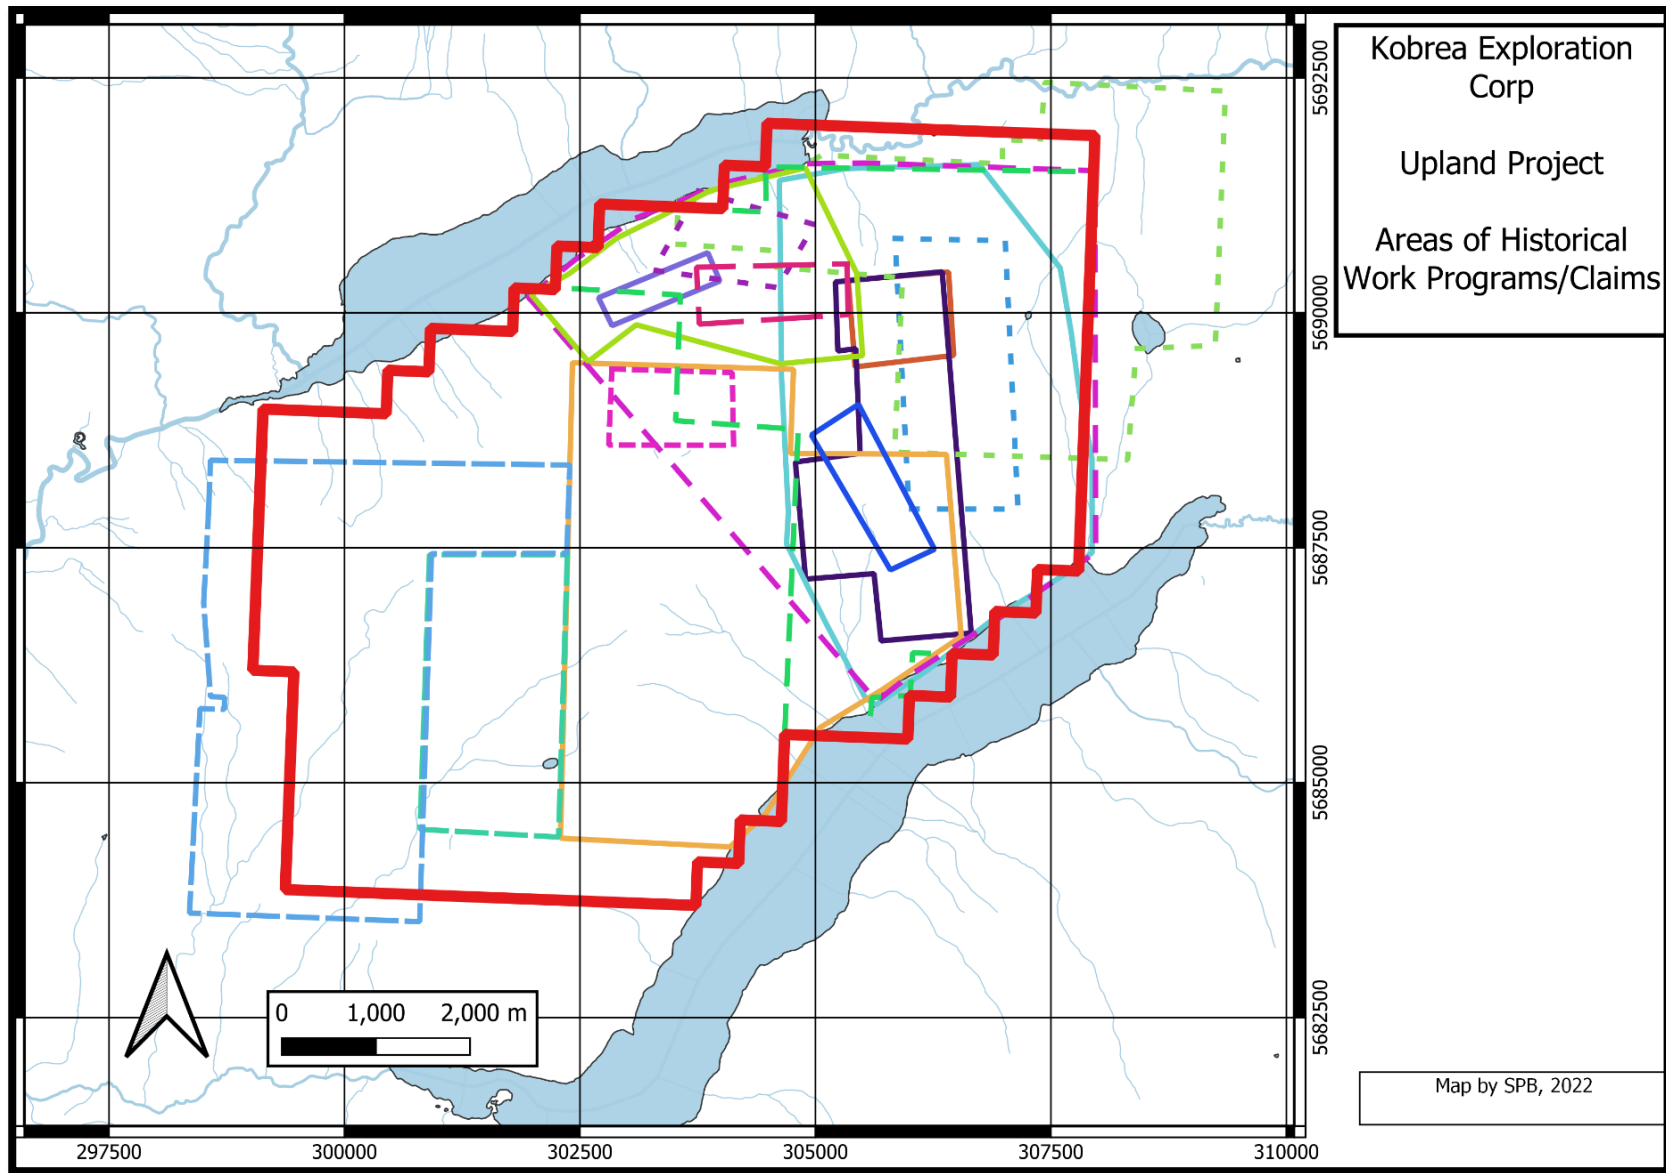 Kobrea Exploration
Corp
Upland Project
Areas of Historical
Work Programs/Claims
5692500
5690000
5687500
5685000
5682500
0 1,000 2,000 m
297500 300000 302500 305000 307500 310000
Map by SPB, 2022